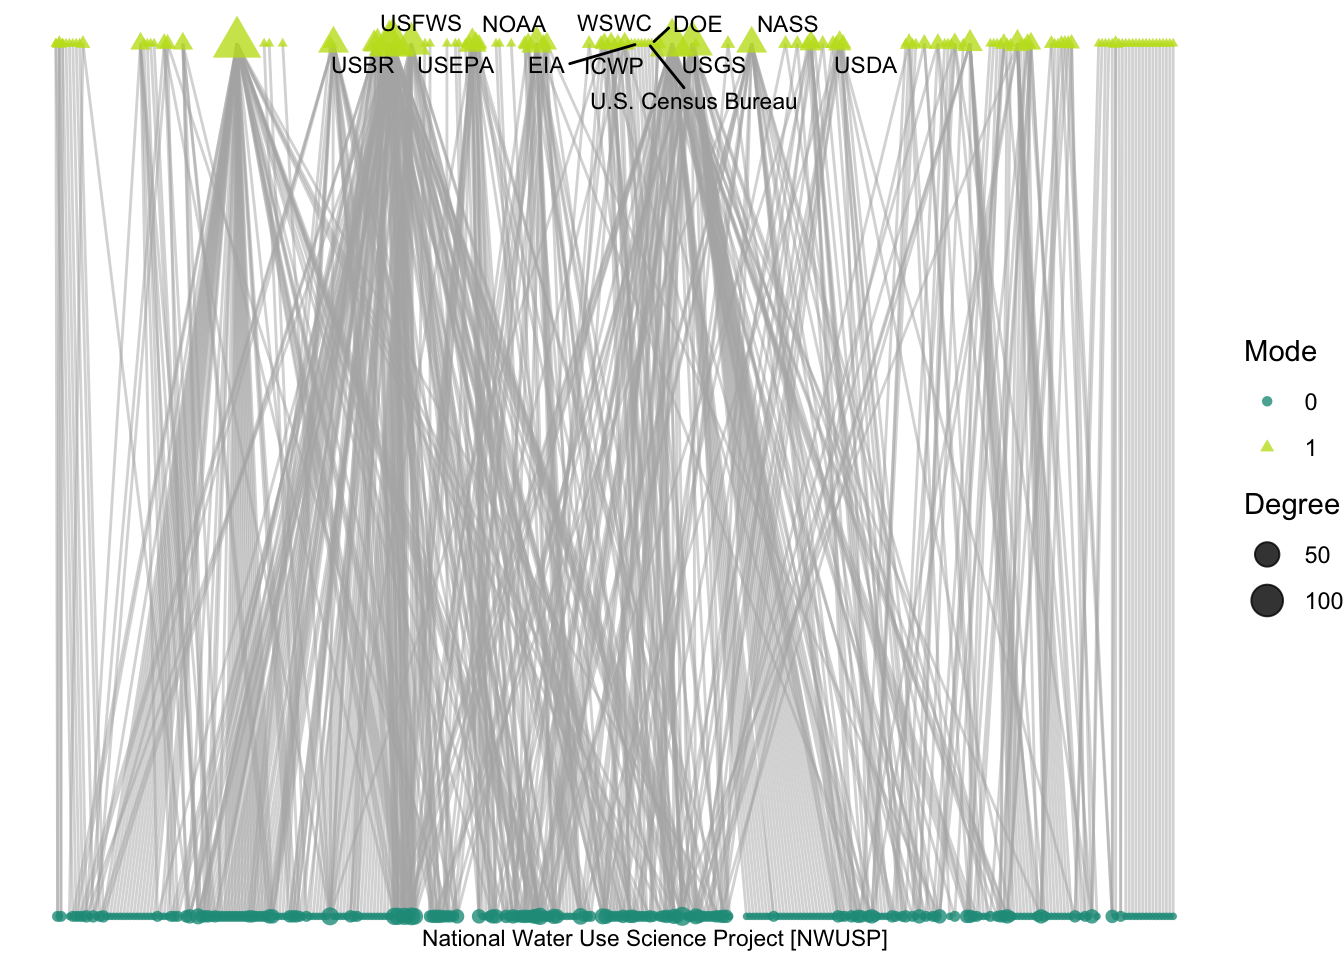 USFWS NOAA WSWC DOE NASS
USBR USEPA EIA ICWP USGS USDA
U.S. Census Bureau
Mode
0
1
Degree
50
100
National Water Use Science Project [NWUSP]